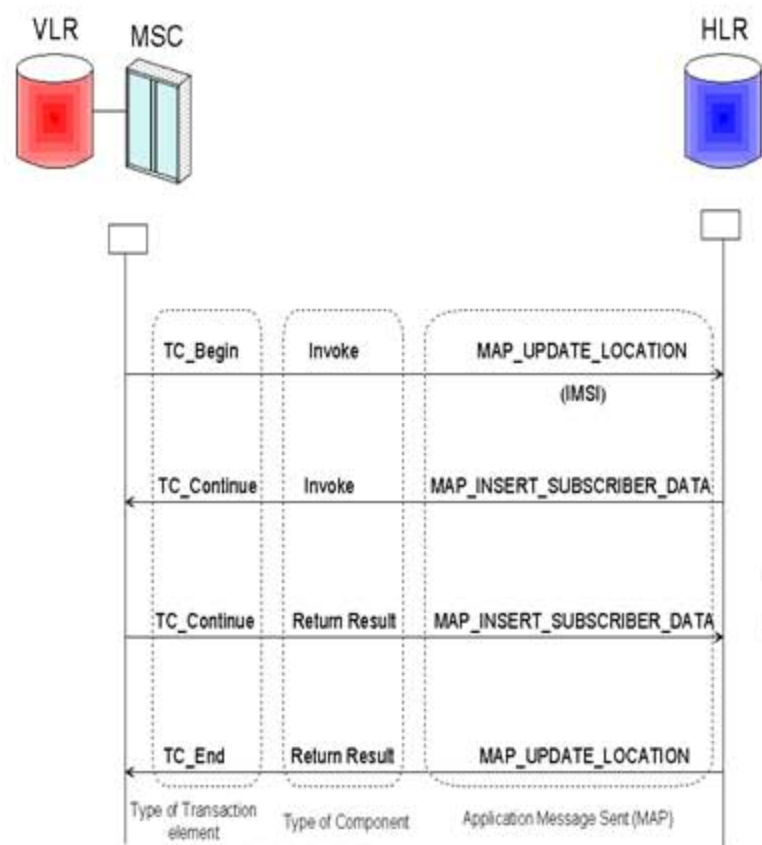 VLR MSC HLR
TC_Begin Invoke MAP_UPDATE_LOCATION
(IMSI)
TC_Continue Invoke MAP_INSERT_SUBSCRIBER_DATA
TC_Continue Return Result MAP_INSERT_SUBSCRIBER_DATA
TC_End Return Result MAP_UPDATE_LOCATION
Type of Transaction
element
Type of Component
Application Message Sent (MAP)